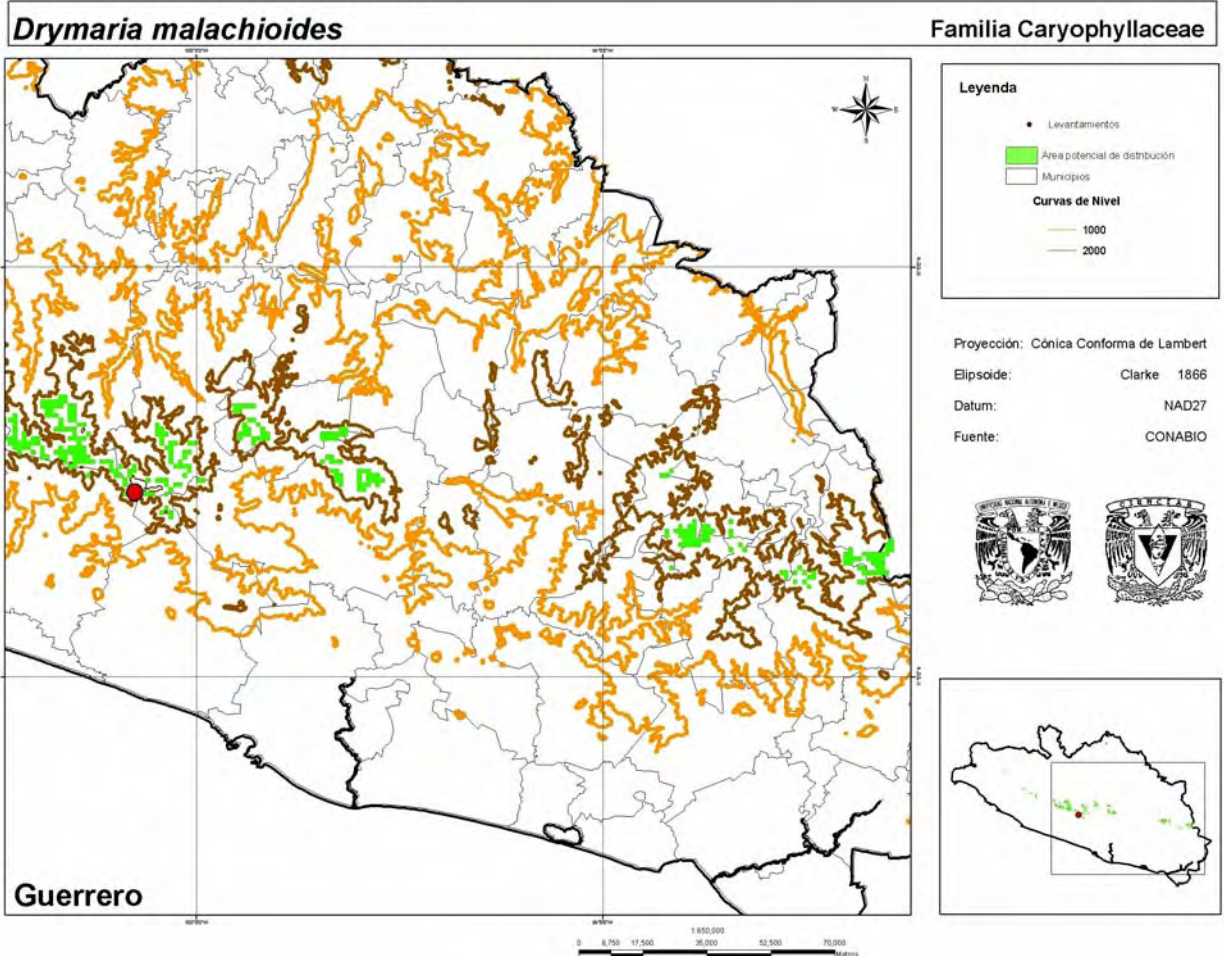 Drymaria malachioides
Familia Caryophyllaceae
Guerrero
N
W
E
S
Leyenda
Levantamientos
Área potencial de distribución
Municipios
Curvas de Nivel
1000
2000
Proyección: Cónica Conforma de Lambert
Elipsoide: Clarke 1866
Datum: NAD27
Fuente: CONABIO
1:650,000
0 8,750 17,500 35,000 52,500 70,000
Metros